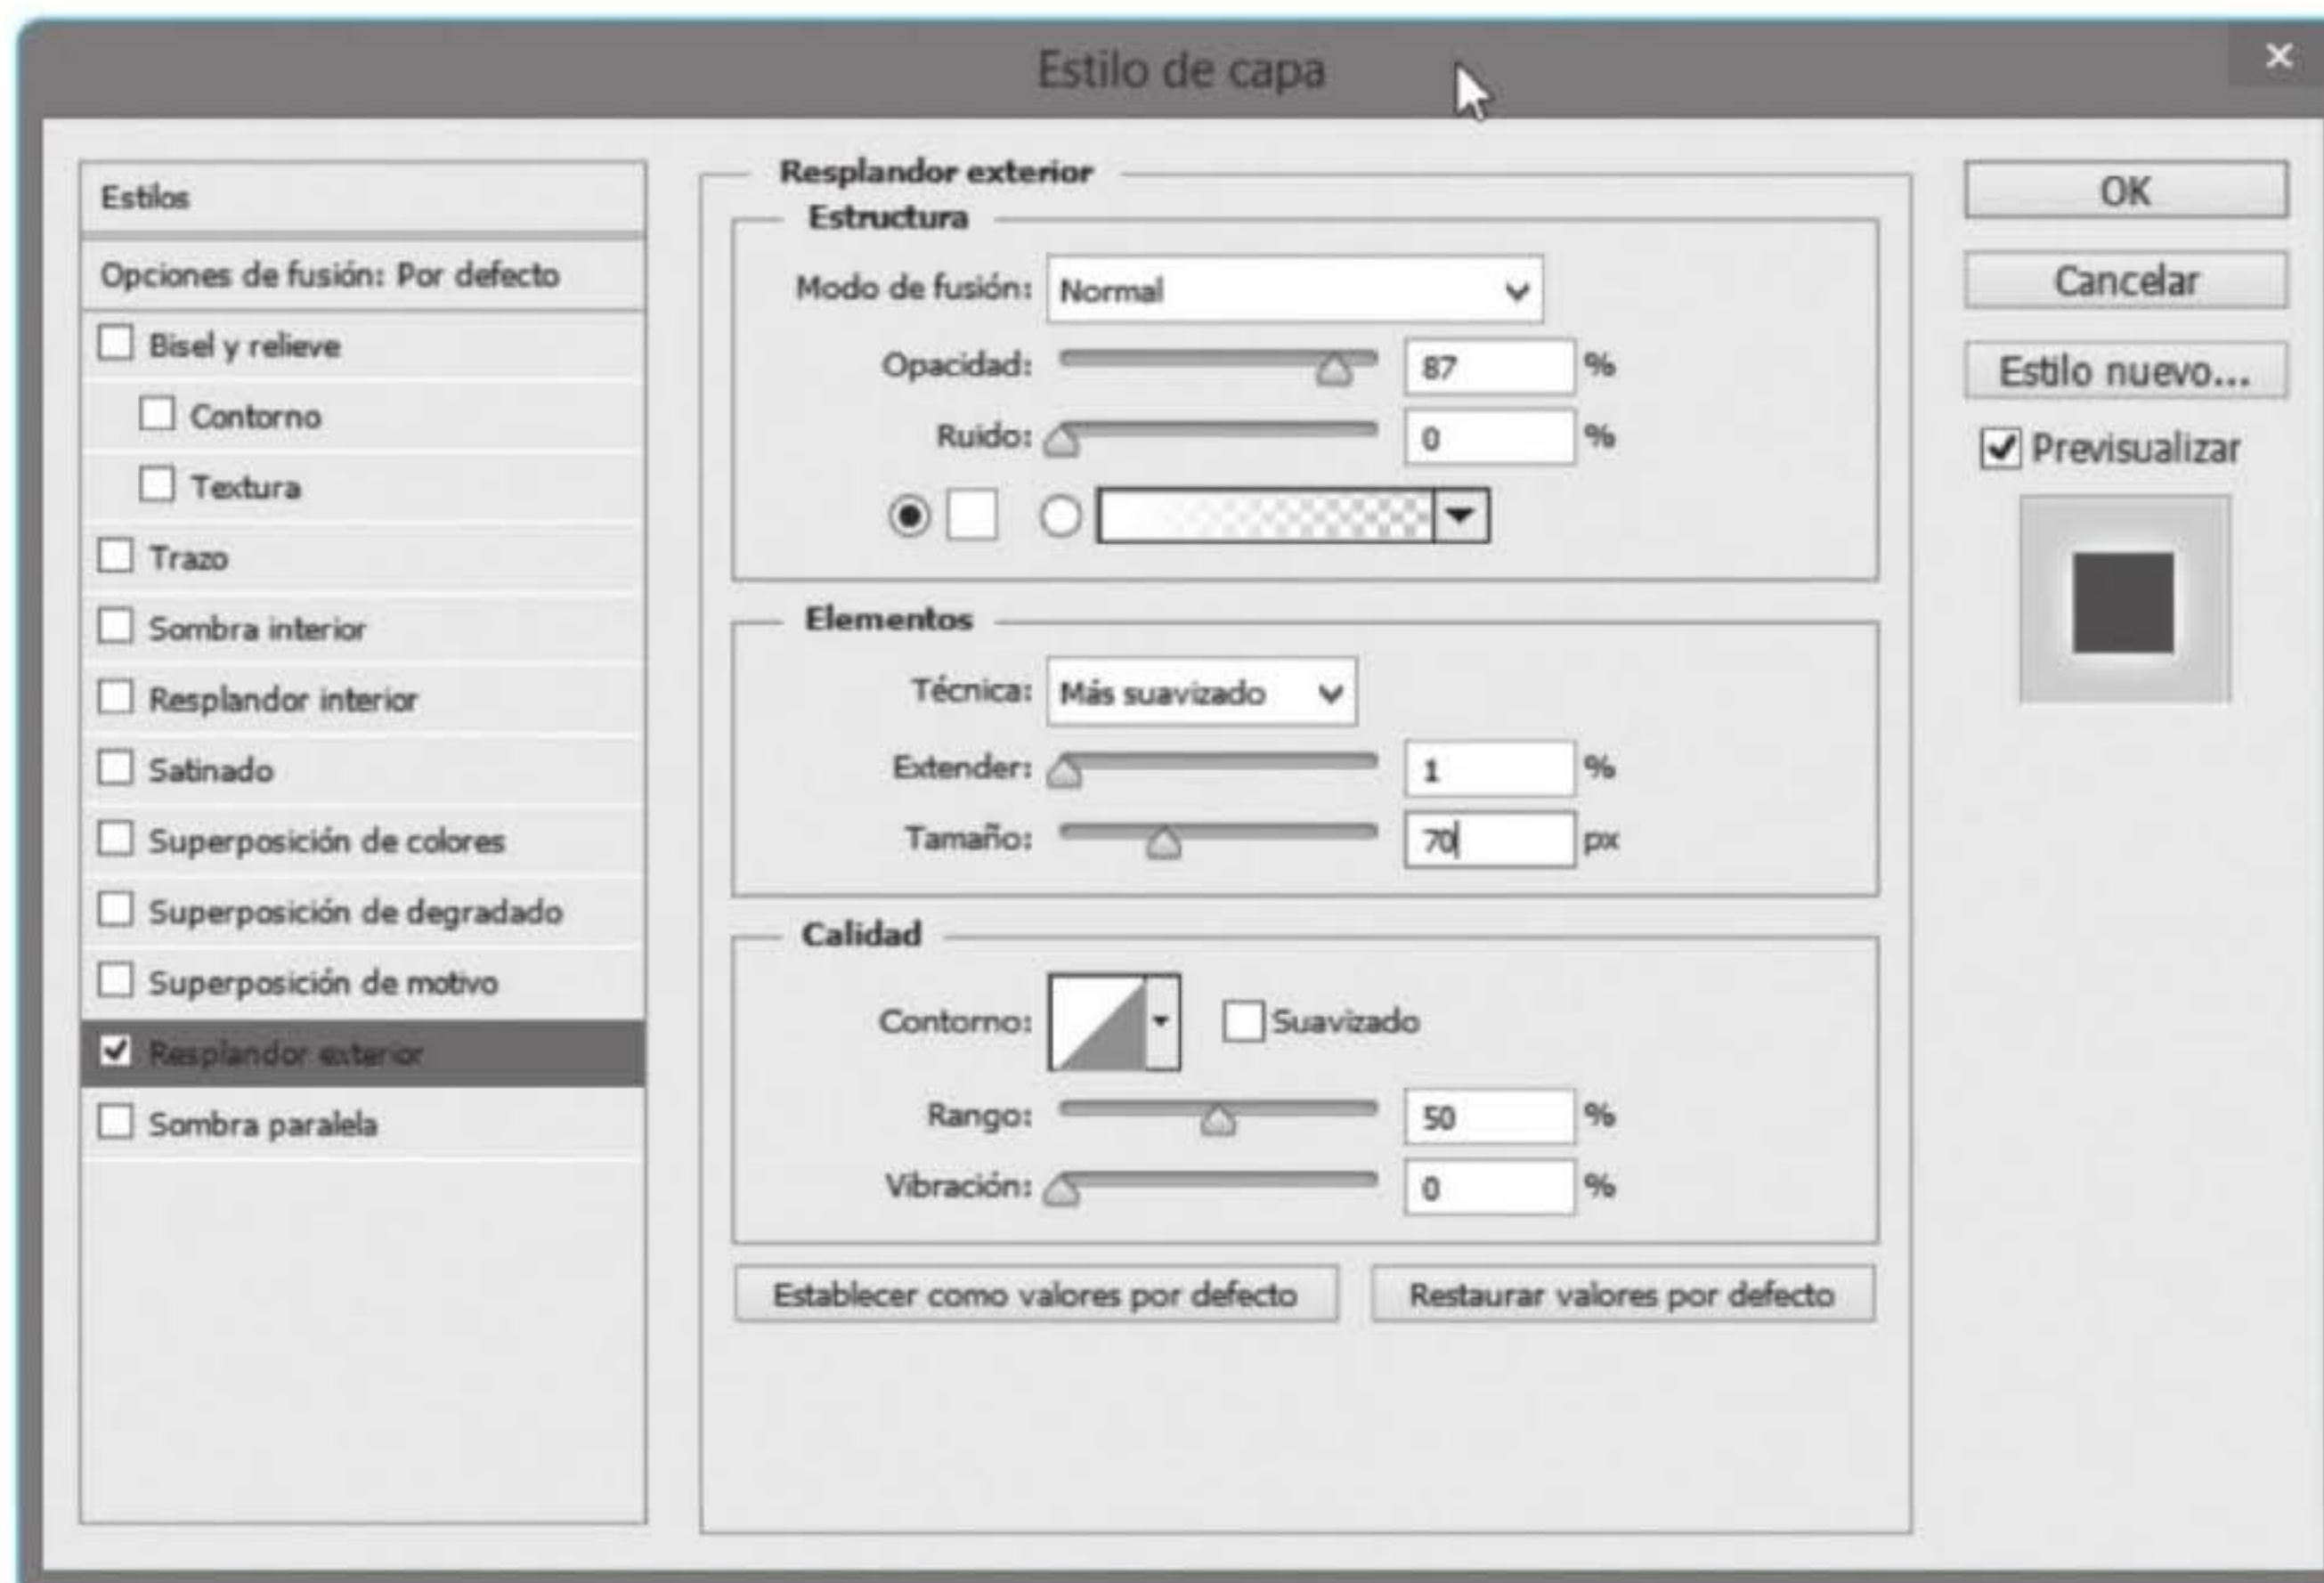 Estilo de capa
Estilos
Opciones de fusión: Por defecto
Bisel y relieve
Contorno
Textura
Trazo
Sombra interior
Resplandor interior
Satinado
Superposición de colores
Superposición de degradado
Superposición de motivo
Resplandor exterior
Sombra paralela
Resplandor exterior
Estructura
Modo de fusión: Normal
Opacidad: 87 %
Ruido: 0 %
Elementos
Técnica: Más suavizado
Extender: 1 %
Tamaño: 70 px
Calidad
Contorno: Suavizado
Rango: 50 %
Vibración: 0 %
Establecer como valores por defecto Restaurar valores por defecto
OK
Cancelar
Estilo nuevo...
Previsualizar